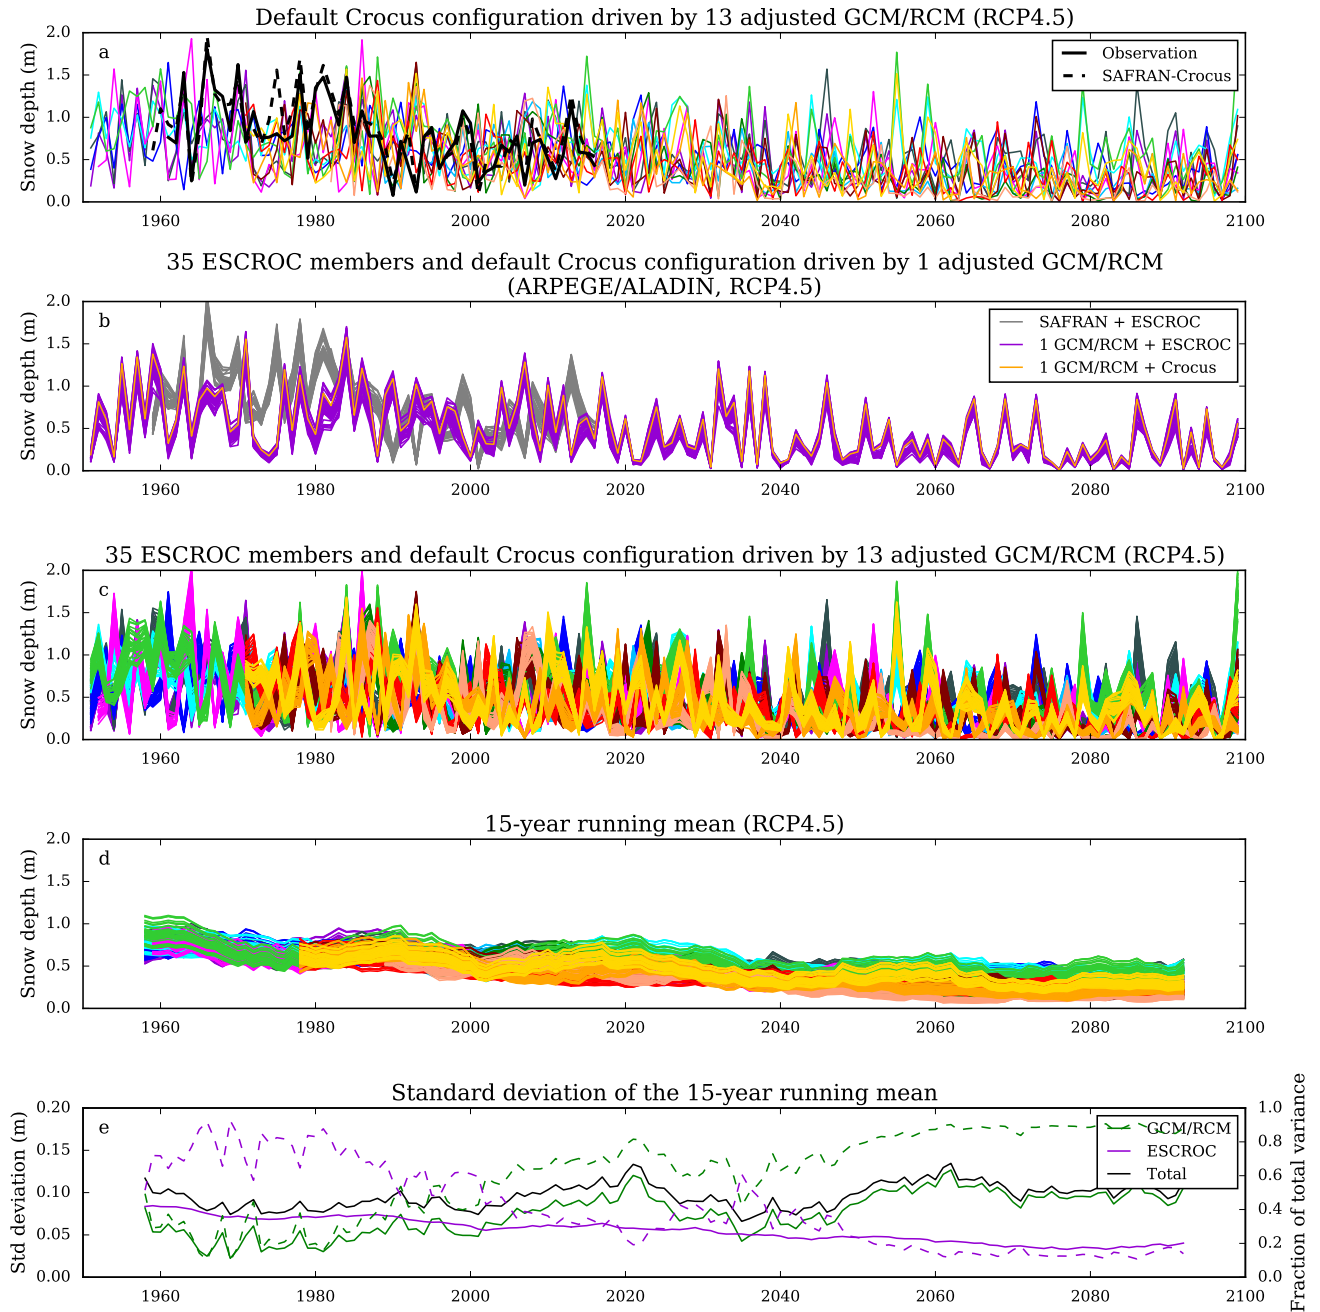 Default Crocus configuration driven by 13 adjusted GCM/RCM (RCP4.5)
a
Observation
SAFRAN-Crocus
Snow depth (m)
2.0
1.5
1.0
0.5
0.0
1960 1980 2000 2020 2040 2060 2080 2100
35 ESCROC members and default Crocus configuration driven by 1 adjusted GCM/RCM
(ARPEGE/ALADIN, RCP4.5)
b
SAFRAN + ESCROC
1 GCM/RCM + ESCROC
1 GCM/RCM + Crocus
Snow depth (m)
2.0
1.5
1.0
0.5
0.0
1960 1980 2000 2020 2040 2060 2080 2100
35 ESCROC members and default Crocus configuration driven by 13 adjusted GCM/RCM (RCP4.5)
c
Snow depth (m)
2.0
1.5
1.0
0.5
0.0
1960 1980 2000 2020 2040 2060 2080 2100
15-year running mean (RCP4.5)
d
Snow depth (m)
2.0
1.5
1.0
0.5
0.0
1960 1980 2000 2020 2040 2060 2080 2100
Standard deviation of the 15-year running mean
e
GCM/RCM
ESCROC
Total
Std deviation (m)
0.20
0.15
0.10
0.05
0.00
1.0
0.8
0.6
0.4
0.2
0.0
Fraction of total variance
1960 1980 2000 2020 2040 2060 2080 2100